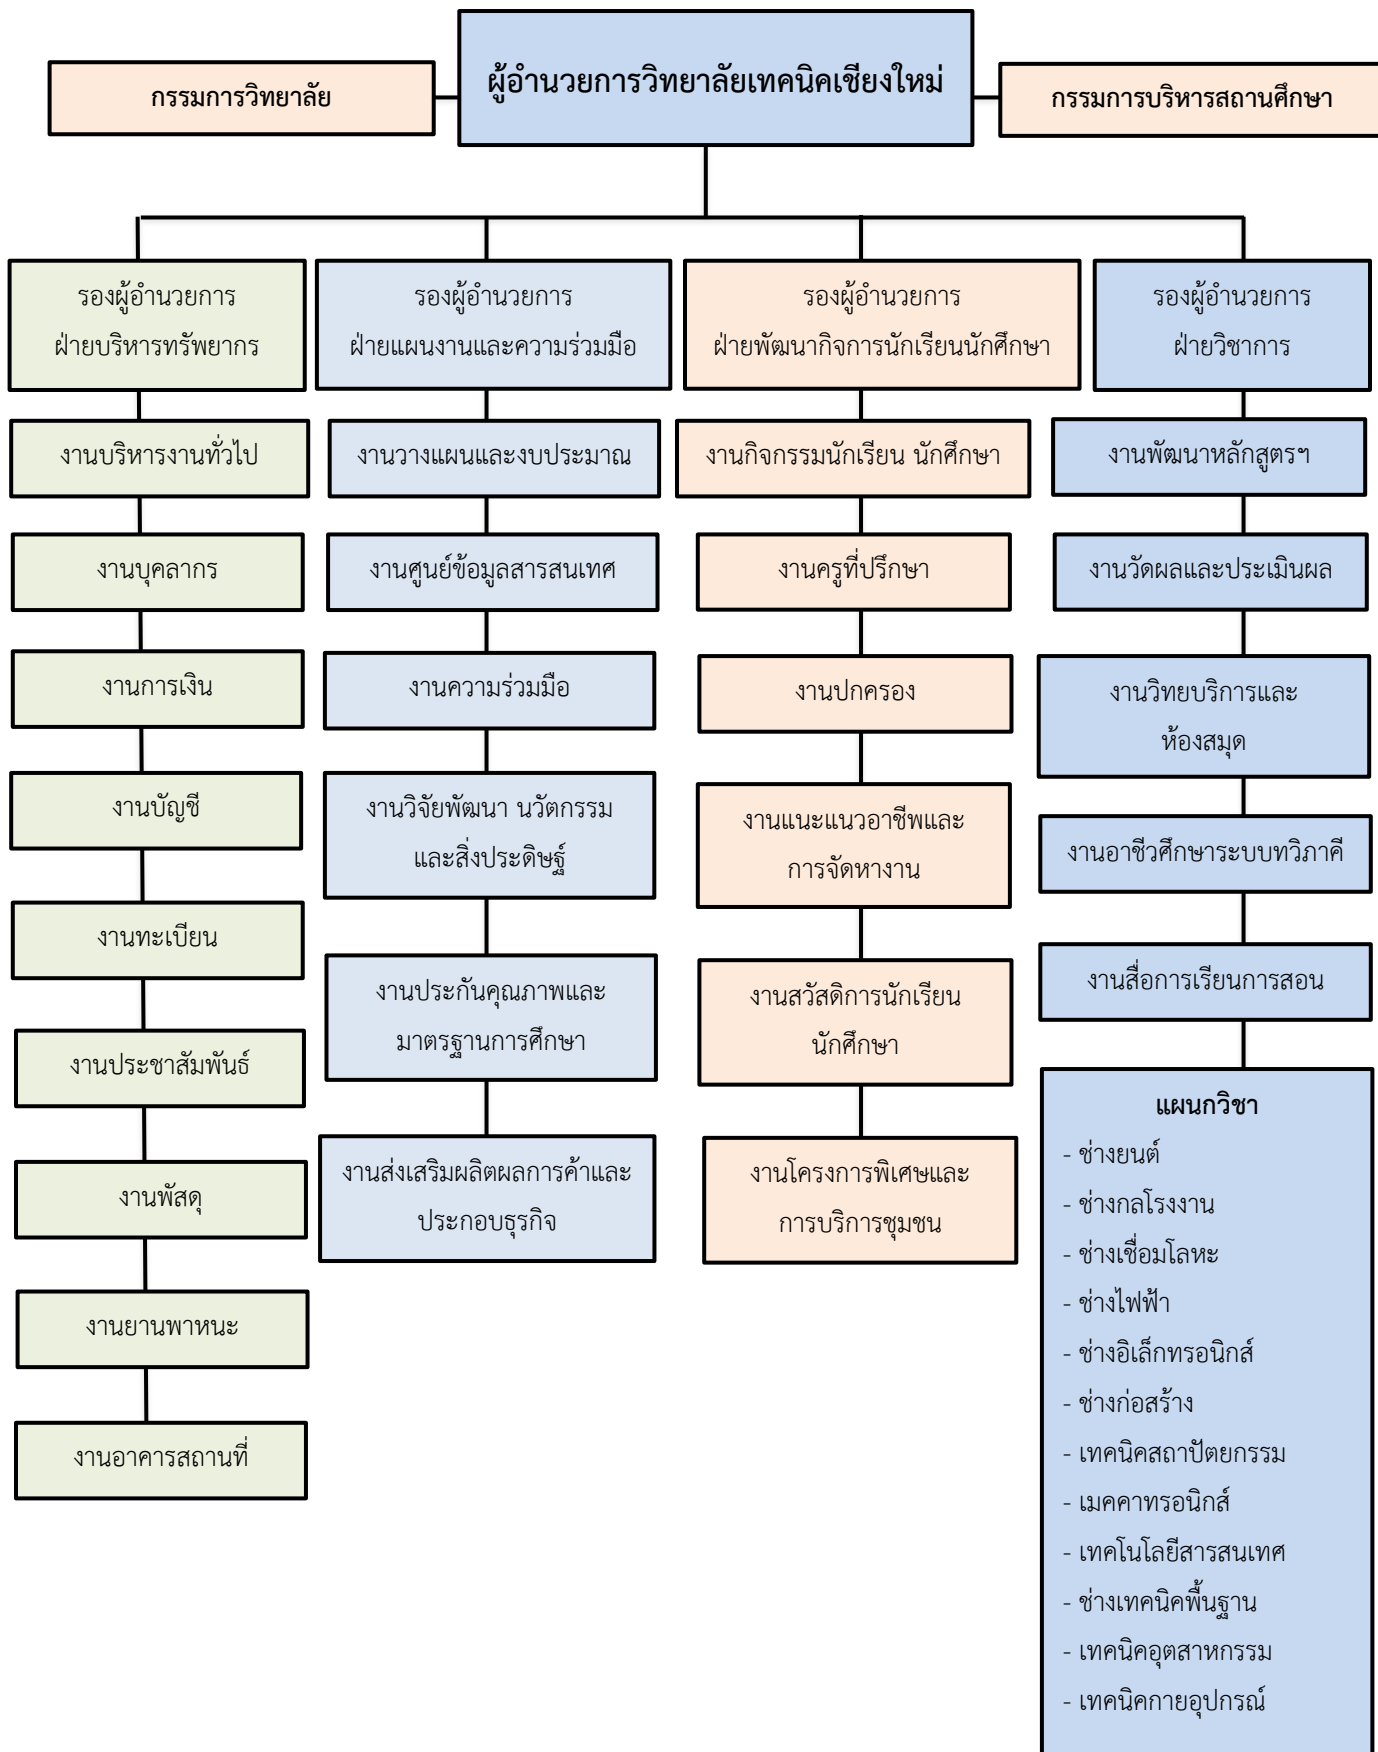 ผู้อำนวยการวิทยาลัยเทคนิคเชียงใหม่
กรรมการวิทยาลัย
กรรมการบริหารสถานศึกษา
รองผู้อำนวยการ
ฝ่ายบริหารทรัพยากร
งานบริหารงานทั่วไป
งานบุคลากร
งานการเงิน
งานบัญชี
งานทะเบียน
งานประชาสัมพันธ์
งานพัสดุ
งานยานพาหนะ
งานอาคารสถานที่
รองผู้อำนวยการ
ฝ่ายแผนงานและความร่วมมือ
งานวางแผนและงบประมาณ
งานศูนย์ข้อมูลสารสนเทศ
งานความร่วมมือ
งานวิจัยพัฒนา นวัตกรรม
และสิ่งประดิษฐ์
งานประกันคุณภาพและ
มาตรฐานการศึกษา
งานส่งเสริมผลิตผลการค้าและ
ประกอบธุรกิจ
รองผู้อำนวยการ
ฝ่ายพัฒนากิจการนักเรียนนักศึกษา
งานกิจกรรมนักเรียน นักศึกษา
งานครูที่ปรึกษา
งานปกครอง
งานแนะแนวอาชีพและ
การจัดหางาน
งานสวัสดิการนักเรียน
นักศึกษา
งานโครงการพิเศษและ
การบริการชุมชน
รองผู้อำนวยการ
ฝ่ายวิชาการ
งานพัฒนาหลักสูตรฯ
งานวัดผลและประเมินผล
งานวิทยบริการและ
ห้องสมุด
งานอาชีวศึกษาระบบทวิภาคี
งานสื่อการเรียนการสอน
แผนกวิชา
- ช่างยนต์
- ช่างกลโรงงาน
- ช่างเชื่อมโลหะ
- ช่างไฟฟ้า
- ช่างอิเล็กทรอนิกส์
- ช่างก่อสร้าง
- เทคนิคสถาปัตยกรรม
- เมคคาทรอนิกส์
- เทคโนโลยีสารสนเทศ
- ช่างเทคนิคพื้นฐาน
- เทคนิคอุตสาหกรรม
- เทคนิคกายอุปกรณ์